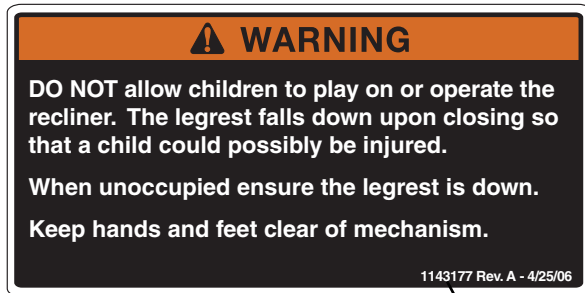 WARNING
DO NOT allow children to play on or operate the
recliner. The legrest falls down upon closing so
that a child could possibly be injured.
When unoccupied ensure the legrest is down.
Keep hands and feet clear of mechanism.
1143177 Rev. A - 4/25/06